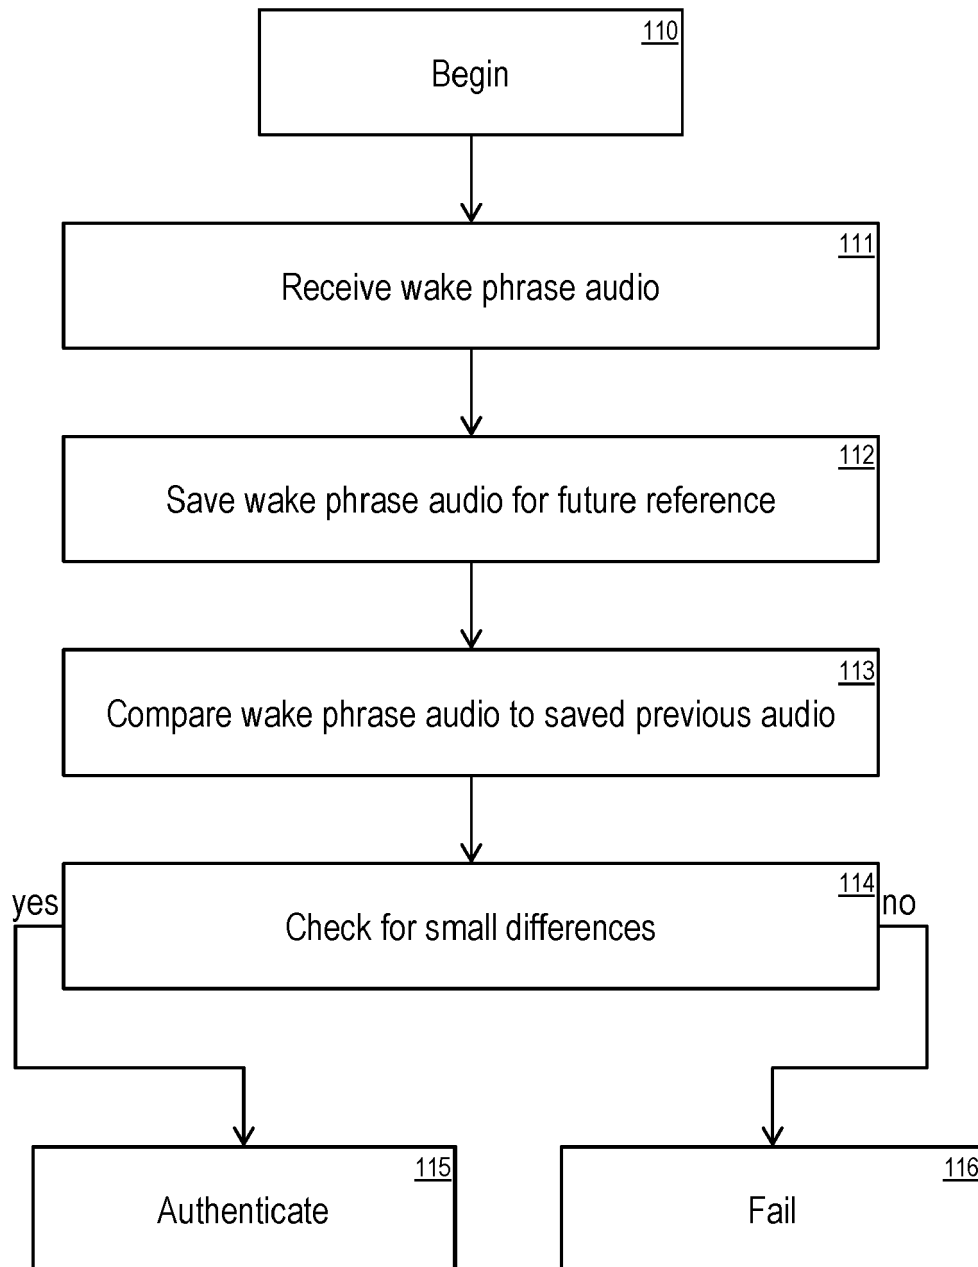 110
Begin
111
Receive wake phrase audio
112
Save wake phrase audio for future reference
113
Compare wake phrase audio to saved previous audio
yes
114
no
Check for small differences
115
Authenticate
116
Fail